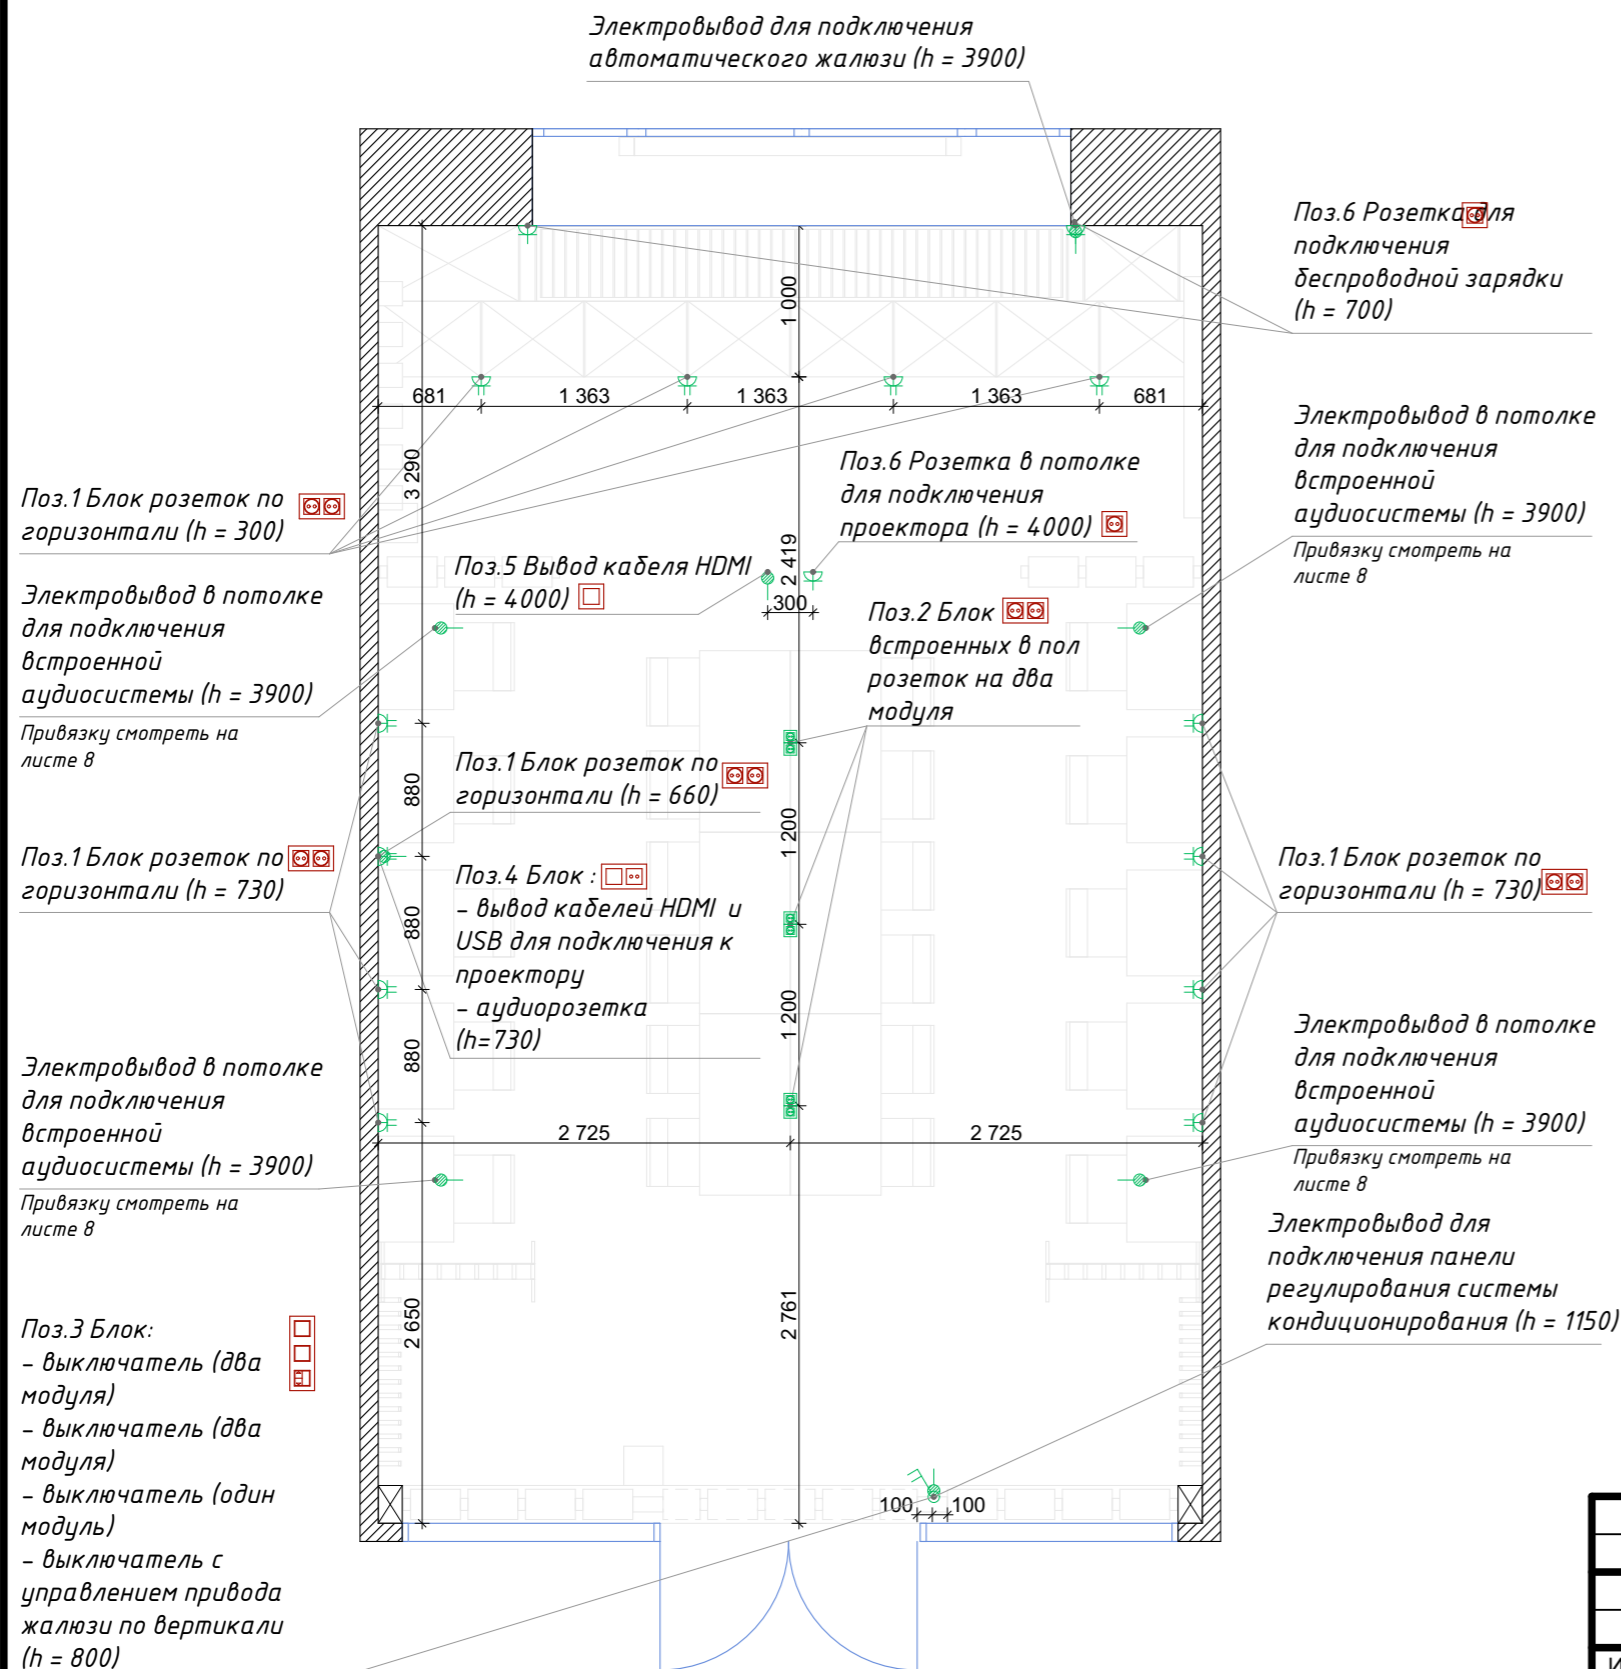 Электровывод для подключения
автоматического жалюзи (h = 3900)
Поз.6 Розетка для
подключения
беспроводной зарядки
(h = 700)
1 000
681
1 363
1 363
1 363
681
3 290
Электровывод в потолке
для подключения
встроенной
аудиосистемы (h = 3900)
Привязку смотреть на
листе 8
Поз.6 Розетка в потолке
для подключения
проектора (h = 4000)
Поз.1 Блок розеток по
горизонтали (h = 300)
2 419
Поз.5 Вывод кабеля HDMI
(h = 4000)
300
Электровывод в потолке
для подключения
встроенной
аудиосистемы (h = 3900)
Привязку смотреть на
листе 8
Поз.2 Блок
встроенных в пол
розеток на два
модуля
Поз.1 Блок розеток по
горизонтали (h = 660)
880
1 200
Поз.1 Блок розеток по
горизонтали (h = 730)
Поз.4 Блок :
- вывод кабелей HDMI и
USB для подключения к
проектору
- аудиорозетка
(h=730)
880
1 200
880
Поз.1 Блок розеток по
горизонтали (h = 730)
Электровывод в потолке
для подключения
встроенной
аудиосистемы (h = 3900)
Привязку смотреть на
листе 8
Электровывод в потолке
для подключения
встроенной
аудиосистемы (h = 3900)
Привязку смотреть на
листе 8
2 725
2 725
Электровывод для
подключения панели
регулирования системы
кондиционирования (h = 1150)
2 650
2 761
Поз.3 Блок:
- выключатель (два
модуля)
- выключатель (два
модуля)
- выключатель (один
модуль)
- выключатель с
управлением привода
жалюзи по вертикали
(h = 800)
100
100